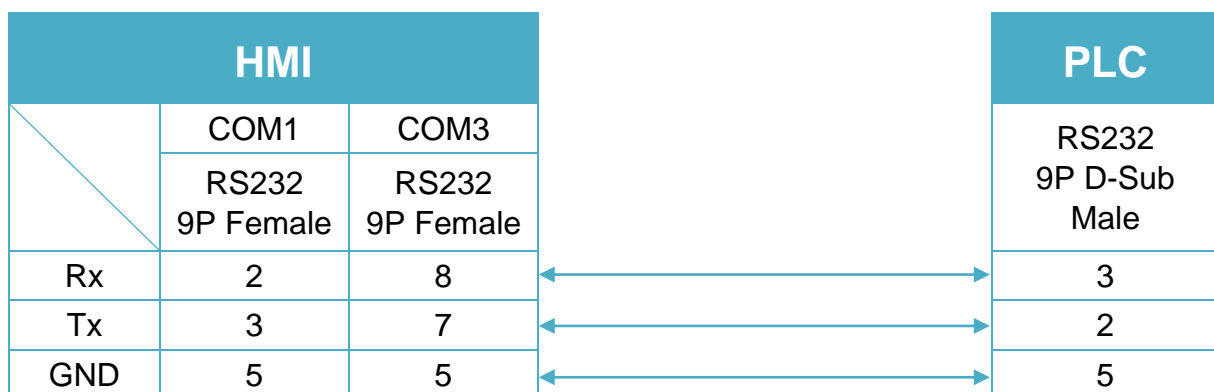 HMI PLC
COM1 COM3
RS232
9P D-Sub
Male
RS232
9P Female
RS232
9P Female
Rx 2 8 3
Tx 3 7 2
GND 5 5 5